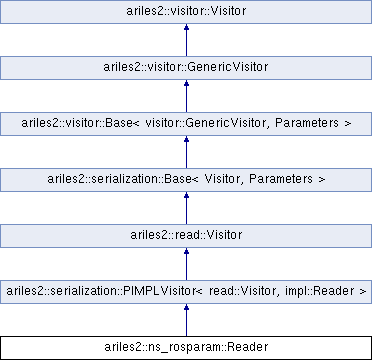 ariles2::visitor::Visitor
ariles2::visitor::GenericVisitor
ariles2::visitor::Base< visitor::GenericVisitor, Parameters >
ariles2::serialization::Base< Visitor, Parameters >
ariles2::read::Visitor
ariles2::serialization::PIMPLVisitor< read::Visitor, impl::Reader >
ariles2::ns_rosparam::Reader